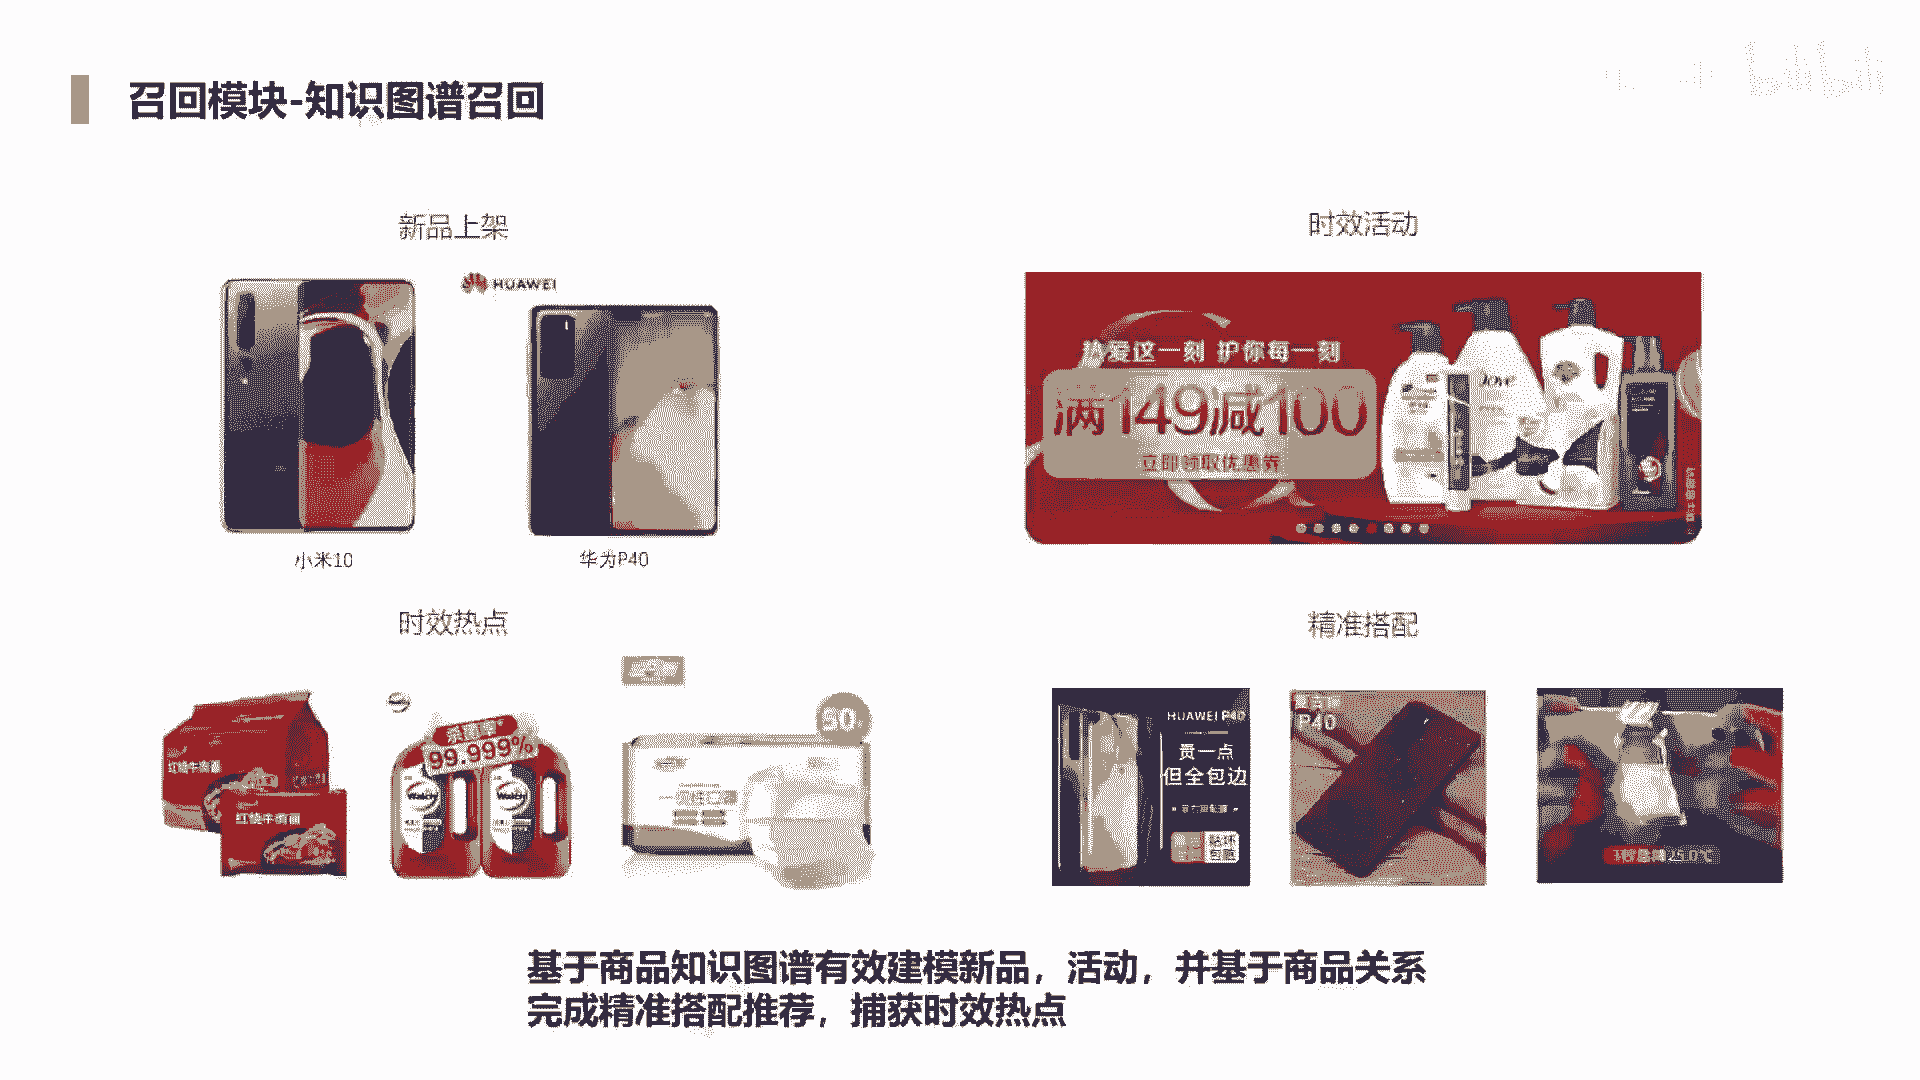 召回模块-知识图谱召回
新品上架
时效活动
HUAWEI
热爱这一刻 护你每一刻
满149减100
立即领取优惠券
Dove
小米10
华为P40
时效热点
精准搭配
红烧牛肉面
红烧牛肉面
杀菌率
99.999%
Walch
Walch
50
HUAWEI P40
贵一点
但全包边
P40
基于商品知识图谱有效建模新品，活动，并基于商品关系
完成精准搭配推荐，捕获时效热点
bilibili